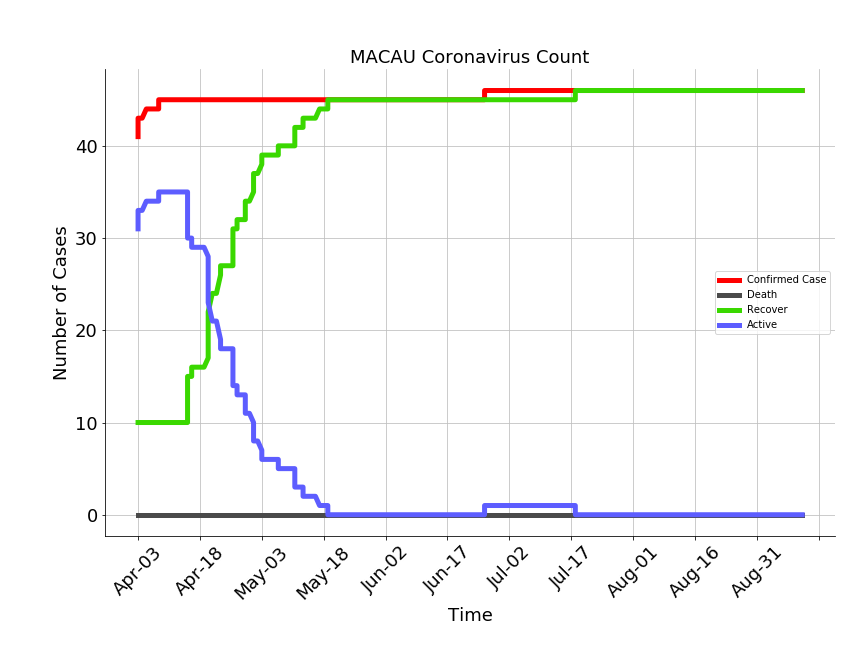 MACAU Coronavirus Count
Number of Cases
40
30
20
10
0
Confirmed Case
Death
Recover
Active
Apr-03
Apr-18
May-03
May-18
Jun-02
Jun-17
Jul-02
Jul-17
Aug-01
Aug-16
Aug-31
Time